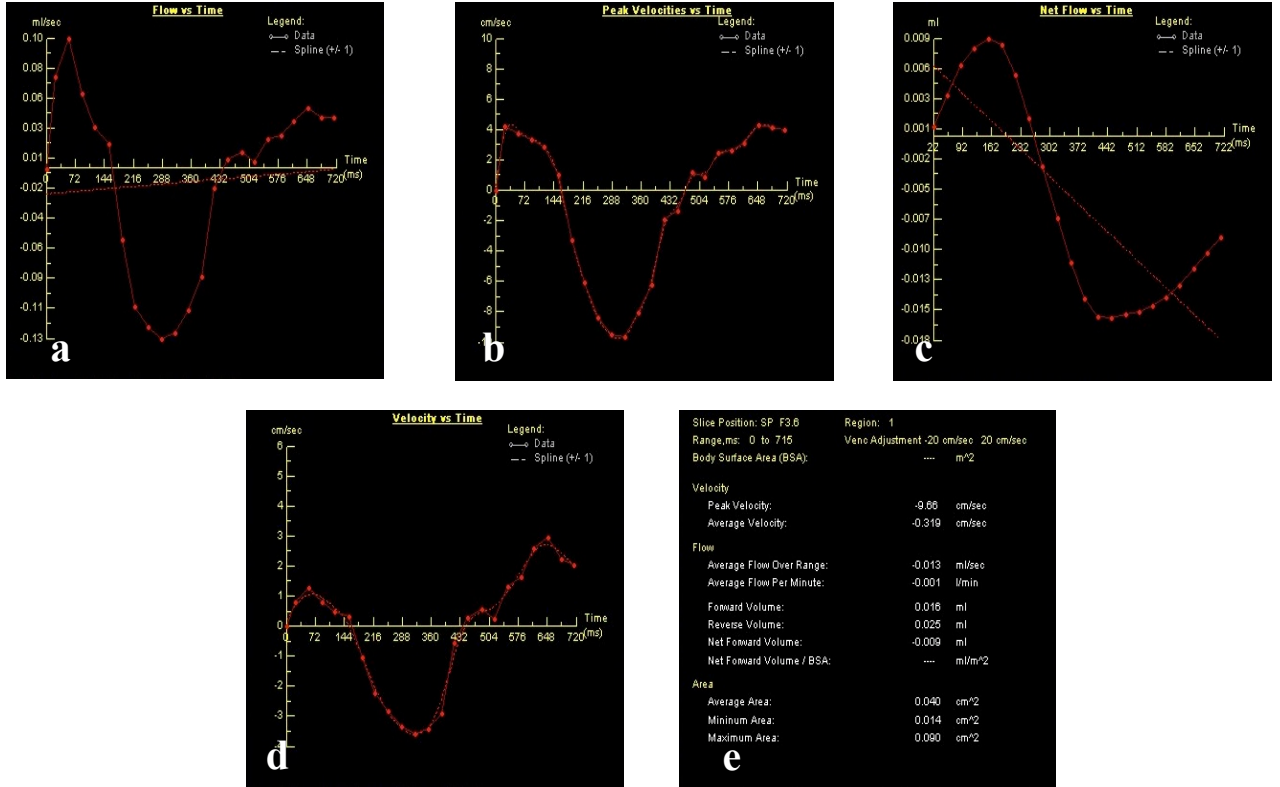 Flow vs Time
ml/sec
Legend:
Data
Spline (+/- 1)
0.10
0.08
0.06
0.03
0.01
-0.02
-0.04
-0.06
-0.09
-0.11
-0.13
Time
(ms)
72 144 216 288 360 432 504 576 648 720
a
Peak Velocities vs Time
cm/sec
Legend:
Data
Spline (+/- 1)
10
8
6
4
2
0
-2
-4
-6
-8
Time
(ms)
72 144 216 288 360 432 504 576 648 720
b
Net Flow vs Time
ml
Legend:
Data
Spline (+/- 1)
0.009
0.006
0.003
0.001
-0.002
-0.005
-0.007
-0.010
-0.013
-0.015
-0.018
Time
(ms)
22 92 162 232 302 372 442 512 582 652 722
c
Velocity vs Time
cm/sec
Legend:
Data
Spline (+/- 1)
6
5
4
3
2
1
0
-1
-2
-3
Time
(ms)
72 144 216 288 360 432 504 576 648 720
d
Slice Position: SP F3.6 Region: 1
Range,ms: 0 to 715 Venc Adjustment -20 cm/sec 20 cm/sec
Body Surface Area (BSA): ---- m^2
Velocity
Peak Velocity: -9.66 cm/sec
Average Velocity: -0.319 cm/sec
Flow
Average Flow Over Range: -0.013 ml/sec
Average Flow Per Minute: -0.001 l/min
Forward Volume: 0.016 ml
Reverse Volume: 0.025 ml
Net Forward Volume: -0.009 ml
Net Forward Volume / BSA: ---- ml/m^2
Area
Average Area: 0.040 cm^2
Mininum Area: 0.014 cm^2
Maximum Area: 0.090 cm^2
e